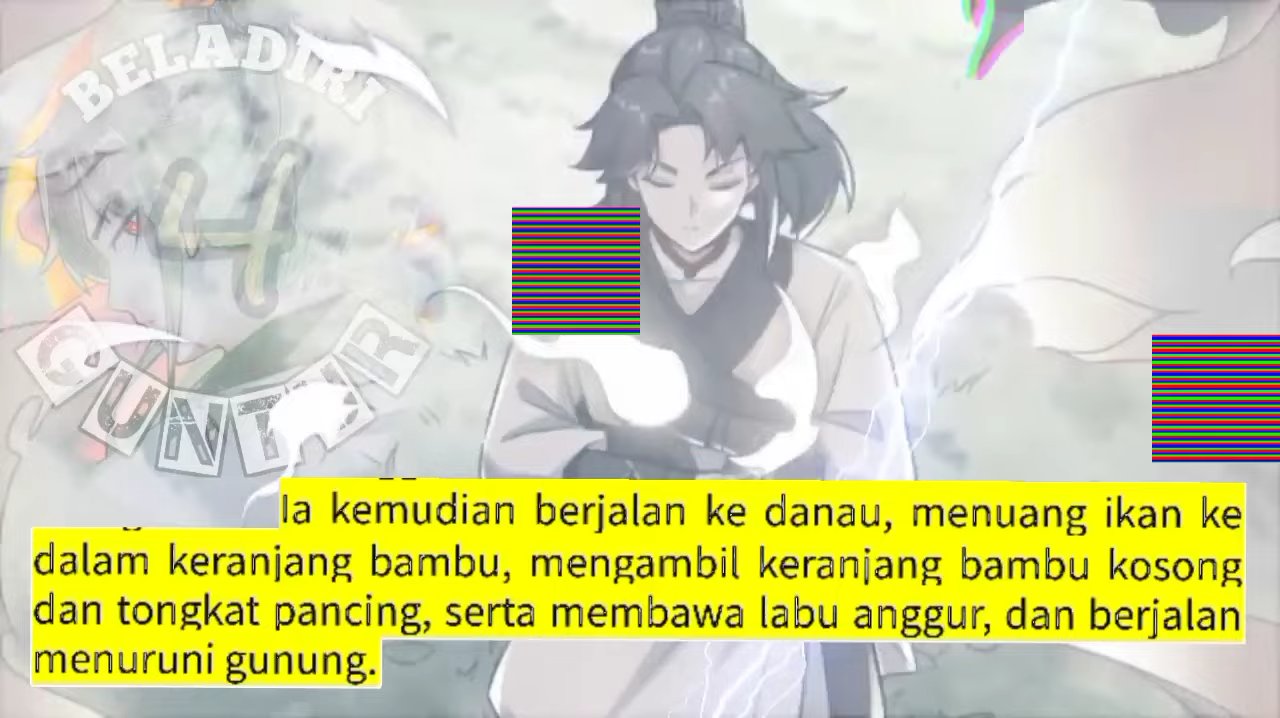 BELADIRI
4
GUNTUR
Ia kemudian berjalan ke danau, menuang ikan ke
dalam keranjang bambu, mengambil keranjang bambu kosong
dan tongkat pancing, serta membawa labu anggur, dan berjalan
menuruni gunung.